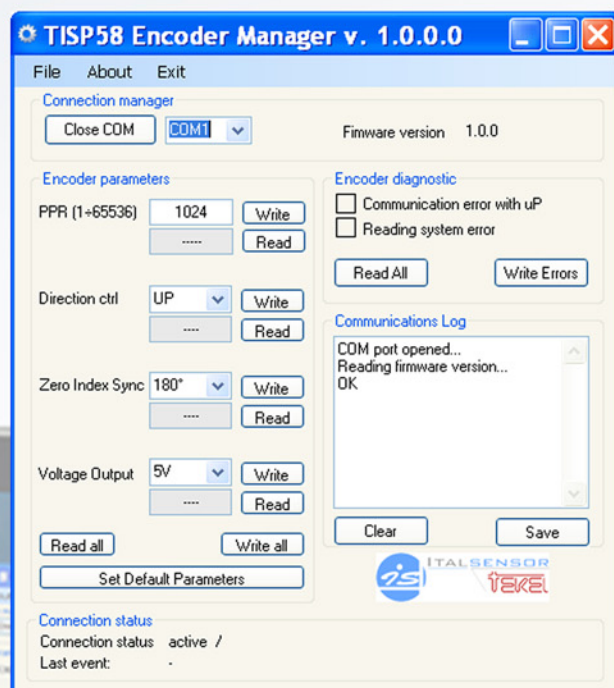 TISP58 Encoder Manager v. 1.0.0.0
File About Exit
Connection manager
Close COM COM1 Fimware version 1.0.0
Encoder parameters
PPR (1÷65536) 1024 Write
----- Read
Direction ctrl UP Write
---- Read
Zero Index Sync 180° Write
---- Read
Voltage Output 5V Write
---- Read
Read all Write all
Set Default Parameters
Encoder diagnostic
Communication error with uP
Reading system error
Read All Write Errors
Communications Log
COM port opened...
Reading firmware version...
OK
Clear Save
is ITALSENSOR
TEKEL
Connection status
Connection status active /
Last event: -